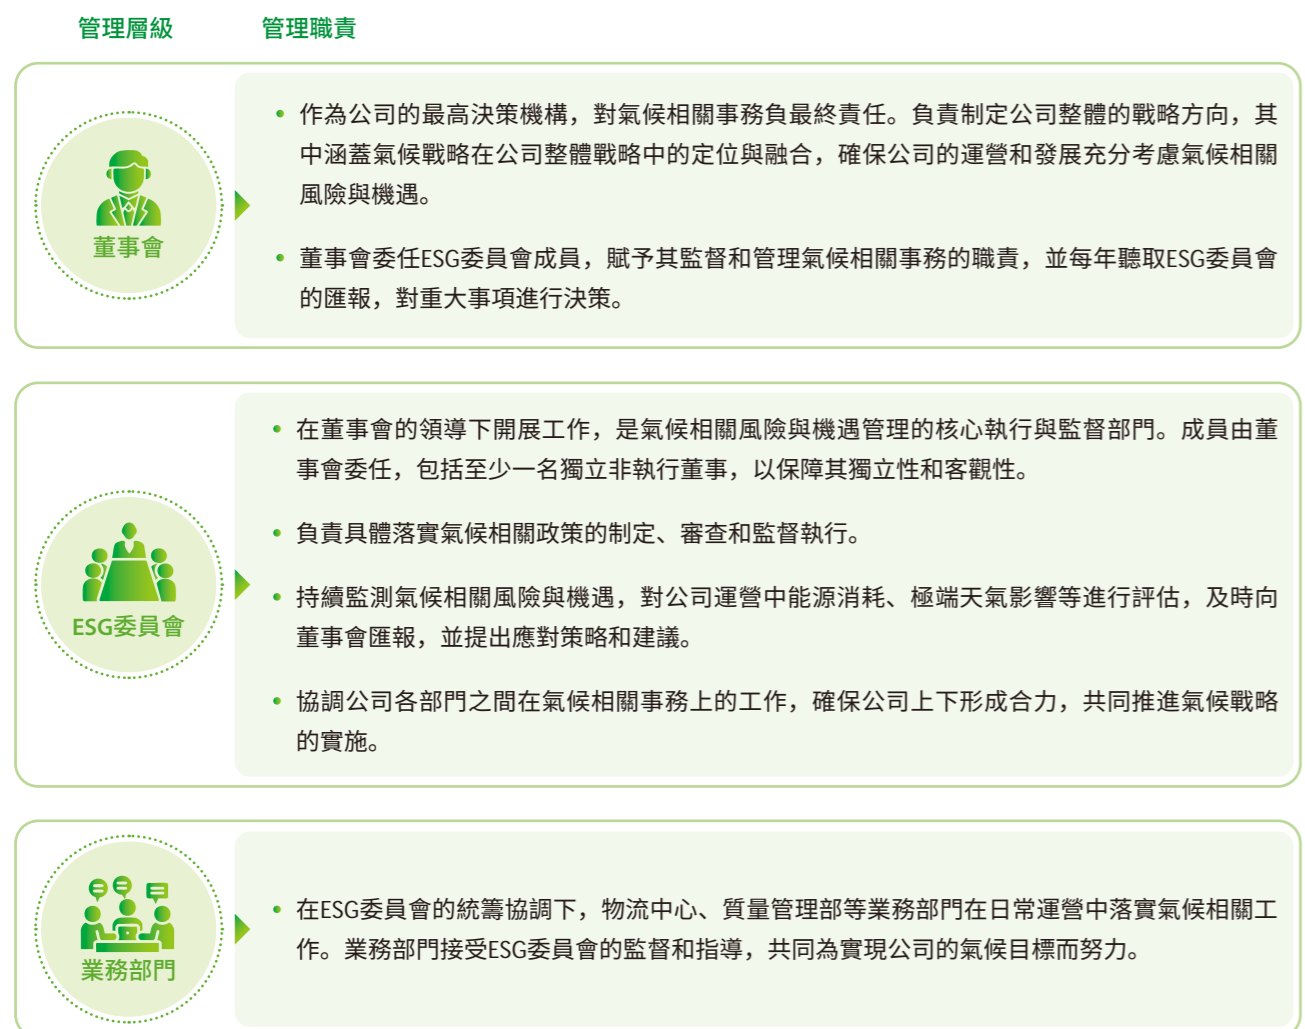 管理層級 管理職責
• 作為公司的最高決策機構，對氣候相關事務負最終責任。負責制定公司整體的戰略方向，其
中涵蓋氣候戰略在公司整體戰略中的定位與融合，確保公司的運營和發展充分考慮氣候相關
風險與機遇。
董事會
• 董事會委任ESG委員會成員，賦予其監督和管理氣候相關事務的職責，並每年聽取ESG委員會
的匯報，對重大事項進行決策。
• 在董事會的領導下開展工作，是氣候相關風險與機遇管理的核心執行與監督部門。成員由董
事會委任，包括至少一名獨立非執行董事，以保障其獨立性和客觀性。
• 負責具體落實氣候相關政策的制定、審查和監督執行。
ESG委員會
• 持續監測氣候相關風險與機遇，對公司運營中能源消耗、極端天氣影響等進行評估，及時向
董事會匯報，並提出應對策略和建議。
• 協調公司各部門之間在氣候相關事務上的工作，確保公司上下形成合力，共同推進氣候戰略
的實施。
業務部門
• 在ESG委員會的統籌協調下，物流中心、質量管理部等業務部門在日常運營中落實氣候相關工
作。業務部門接受ESG委員會的監督和指導，共同為實現公司的氣候目標而努力。